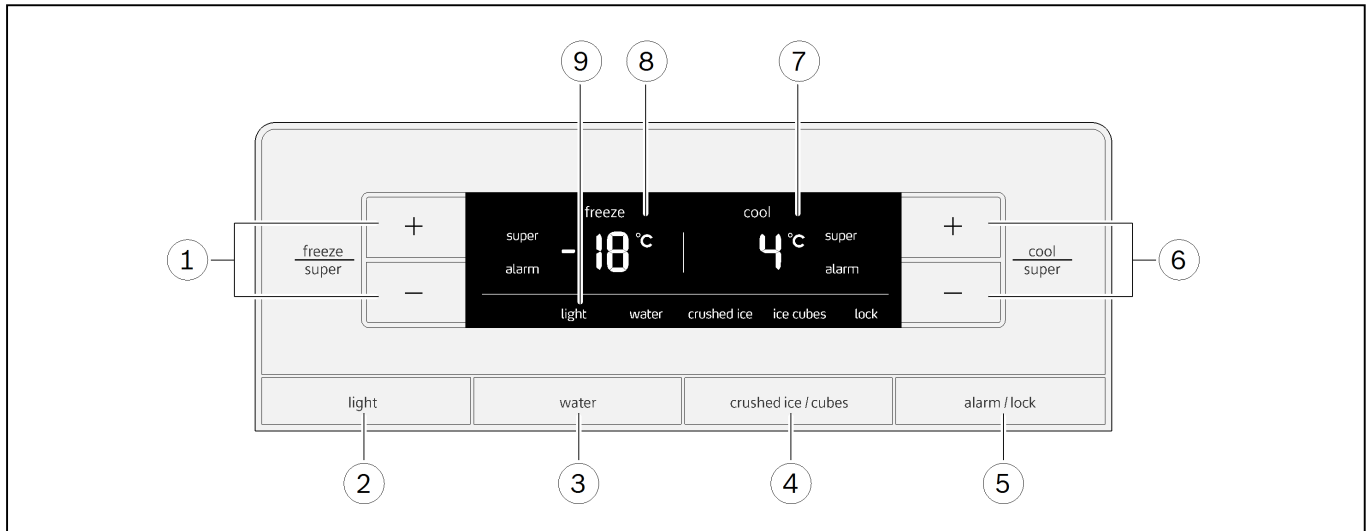 9 8 7
freeze cool
+ super -18 °C 4 °C super +
1 freeze super cool super 6
− alarm alarm −
light water crushed ice ice cubes lock
light water crushed ice / cubes alarm / lock
2 3 4 5